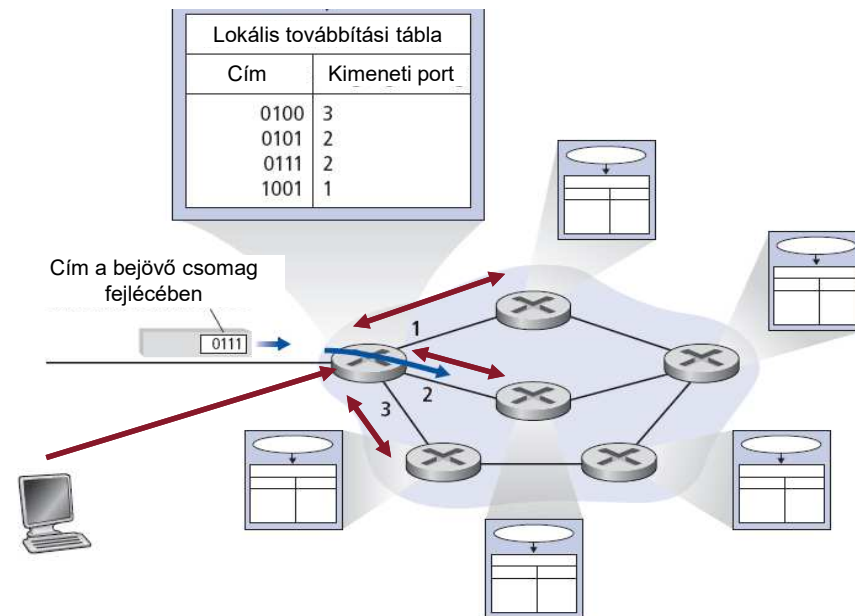 Lokális továbbítási tábla
Cím Kimeneti port
0100 3
0101 2
0111 2
1001 1
Cím a bejövő csomag
fejlécében
0111
1
2
3